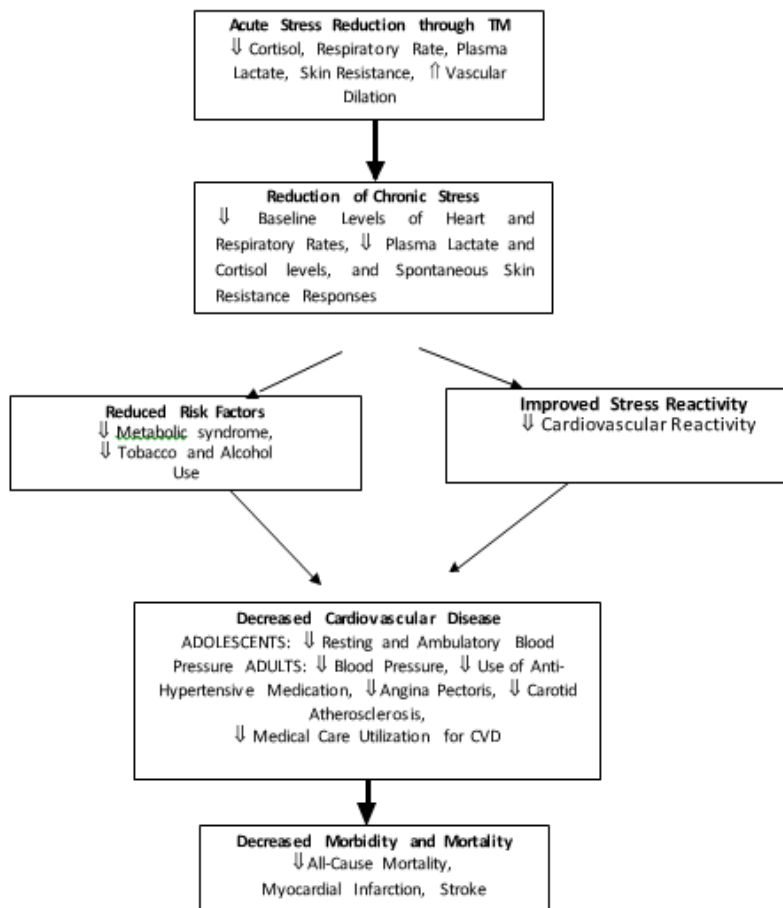 Acute Stress Reduction through TM
⇓ Cortisol, Respiratory Rate, Plasma
Lactate, Skin Resistance, ⇑ Vascular
Dilation
Reduction of Chronic Stress
⇓ Baseline Levels of Heart and
Respiratory Rates, ⇓ Plasma Lactate and
Cortisol levels, and Spontaneous Skin
Resistance Responses
Reduced Risk Factors
⇓ Metabolic syndrome,
⇓ Tobacco and Alcohol
Use
Improved Stress Reactivity
⇓ Cardiovascular Reactivity
Decreased Cardiovascular Disease
ADOLESCENTS: ⇓ Resting and Ambulatory Blood
Pressure ADULTS: ⇓ Blood Pressure, ⇓ Use of Anti-
Hypertensive Medication, ⇓Angina Pectoris, ⇓ Carotid
Atherosclerosis,
⇓ Medical Care Utilization for CVD
Decreased Morbidity and Mortality
⇓All-Cause Mortality,
Myocardial Infarction, Stroke